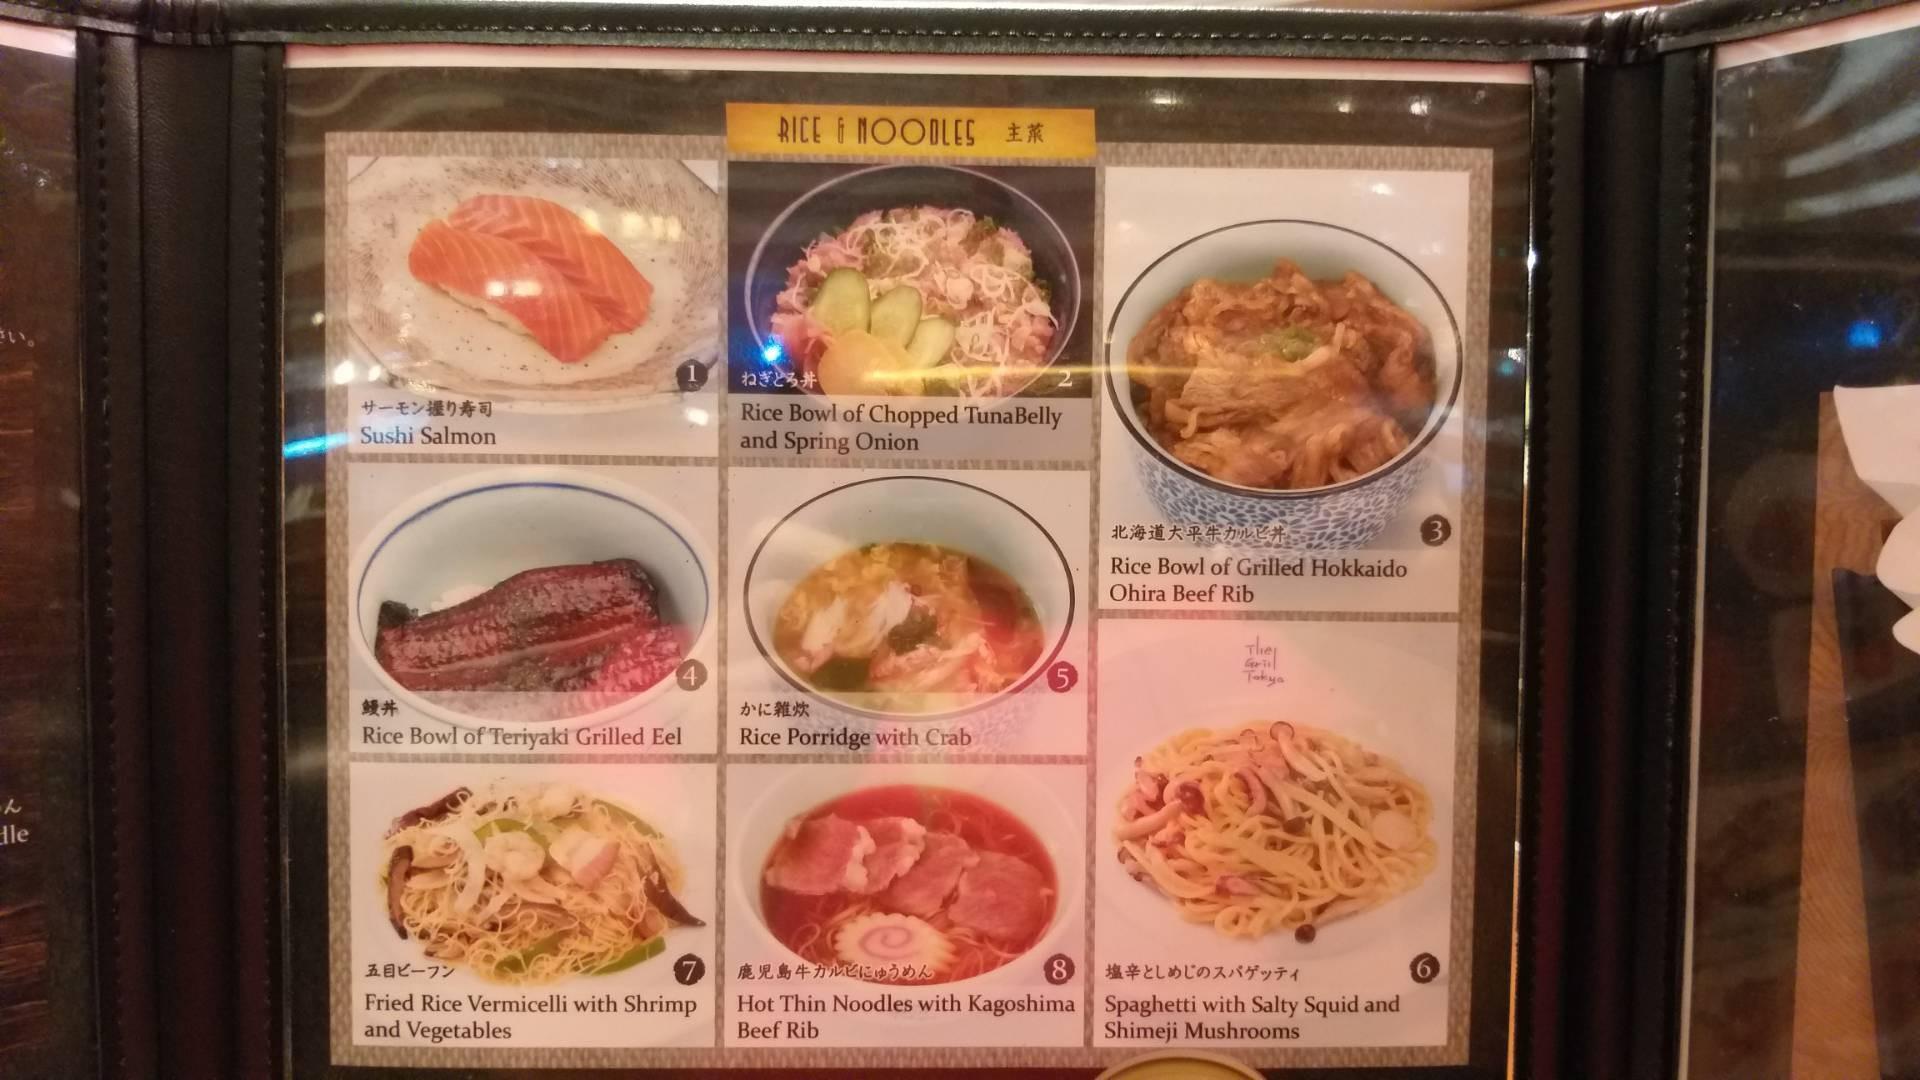 RICE & NOODLES 主菜
1
サーモン握り寿司
Sushi Salmon
ねぎとろ丼
2
Rice Bowl of Chopped TunaBelly
and Spring Onion
北海道大平牛カルビ丼
3
Rice Bowl of Grilled Hokkaido
Ohira Beef Rib
4
鰻丼
Rice Bowl of Teriyaki Grilled Eel
5
かに雑炊
Rice Porridge with Crab
The
Grill
Tokyo
五目ビーフン
7
Fried Rice Vermicelli with Shrimp
and Vegetables
鹿児島牛カルビにゅうめん
8
Hot Thin Noodles with Kagoshima
Beef Rib
塩辛としめじのスパゲッティ
6
Spaghetti with Salty Squid and
Shimeji Mushrooms
さい。
ん
dle